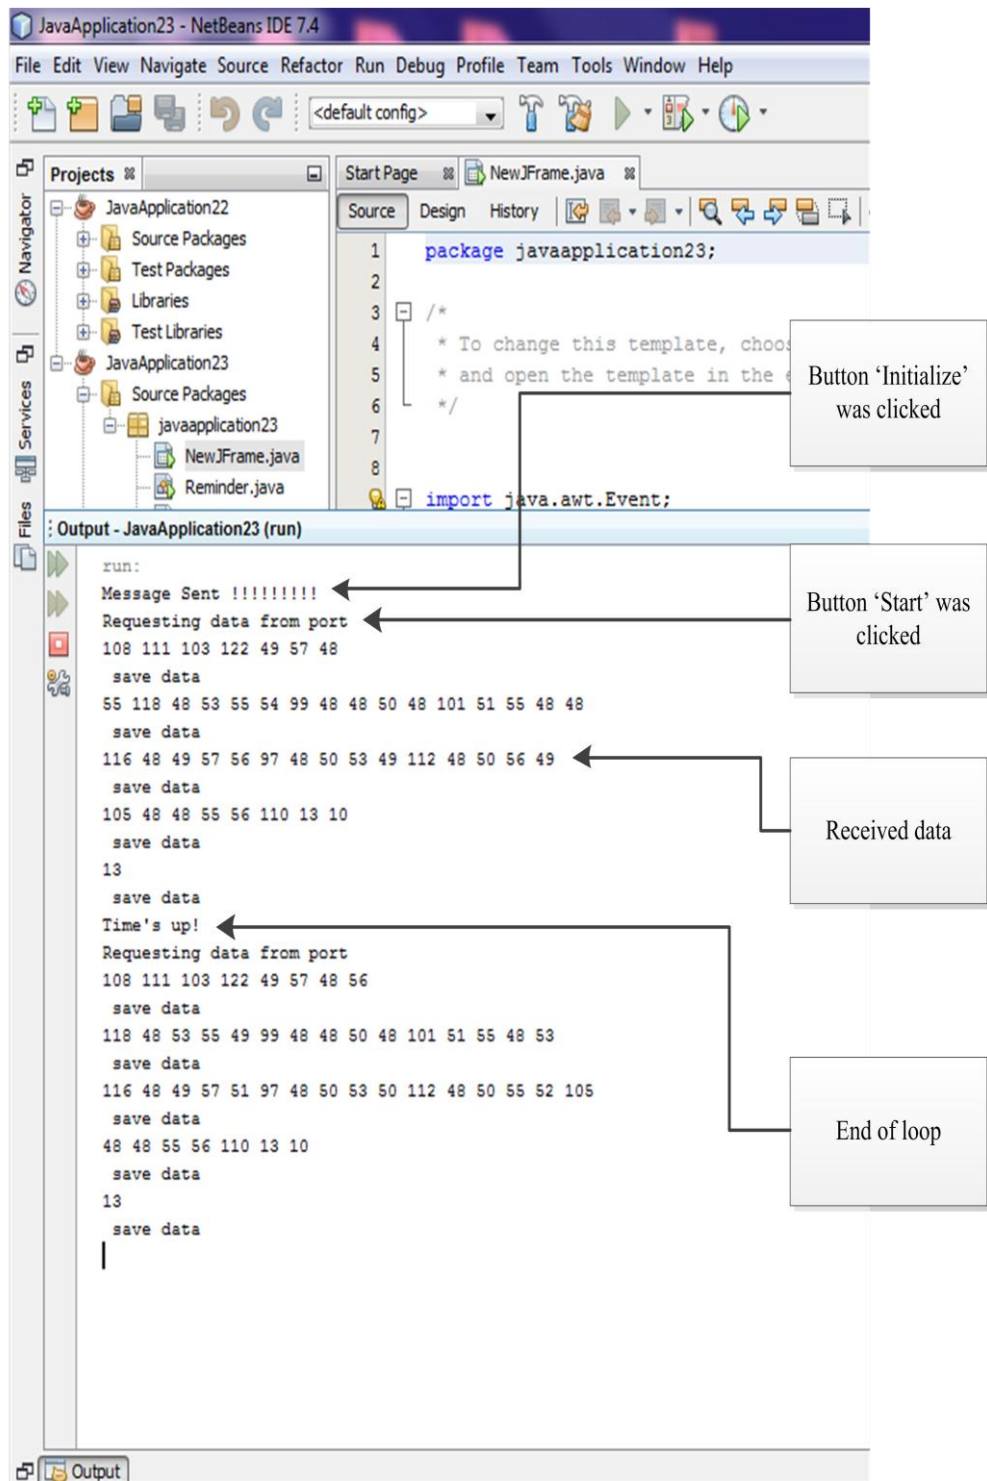 JavaApplication23 - NetBeans IDE 7.4
File Edit View Navigate Source Refactor Run Debug Profile Team Tools Window Help
<default config>
Projects
Start Page
NewJFrame.java
Navigator
Services
Files
JavaApplication22
Source Packages
Test Packages
Libraries
Test Libraries
JavaApplication23
Source Packages
javaapplication23
NewJFrame.java
Reminder.java
Source Design History
1 package javaapplication23;
2
3 /*
4 * To change this template, choos
5 * and open the template in the e
6 */
7
8
import java.awt.Event;
Button ‘Initialize’
was clicked
Output - JavaApplication23 (run)
run:
Message Sent !!!!!!!!!
Requesting data from port
Button ‘Start’ was
clicked
108 111 103 122 49 57 48
save data
55 118 48 53 55 54 99 48 48 50 48 101 51 55 48 48
save data
116 48 49 57 56 97 48 50 53 49 112 48 50 56 49
Received data
save data
105 48 48 55 56 110 13 10
save data
13
save data
Time's up!
End of loop
Requesting data from port
108 111 103 122 49 57 48 56
save data
118 48 53 55 49 99 48 48 50 48 101 51 55 48 53
save data
116 48 49 57 51 97 48 50 53 50 112 48 50 55 52 105
save data
48 48 55 56 110 13 10
save data
13
save data
Output